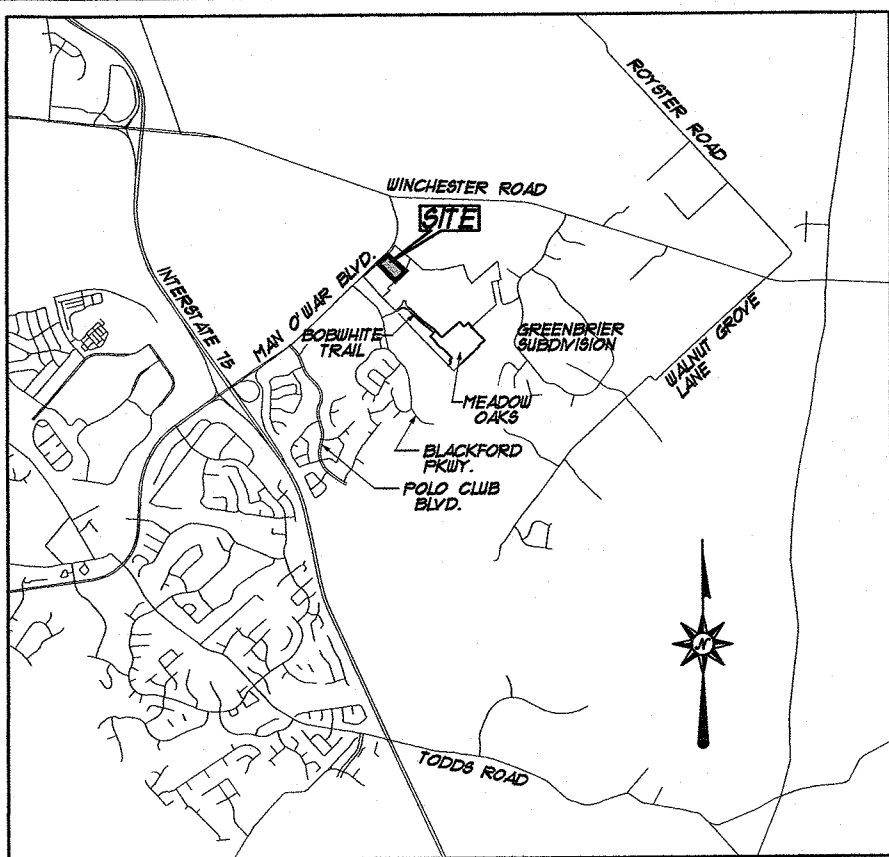 ROYSTER ROAD
WINCHESTER ROAD
SITE
INTERSTATE 75
MAN O'WAR BLVD.
BOBWHITE
TRAIL
GREENBRIER
SUBDIVISION
WALNUT GROVE
LANE
MEADOW
OAKS
BLACKFORD
PKWY.
POLO CLUB
BLVD.
N
TODDS ROAD